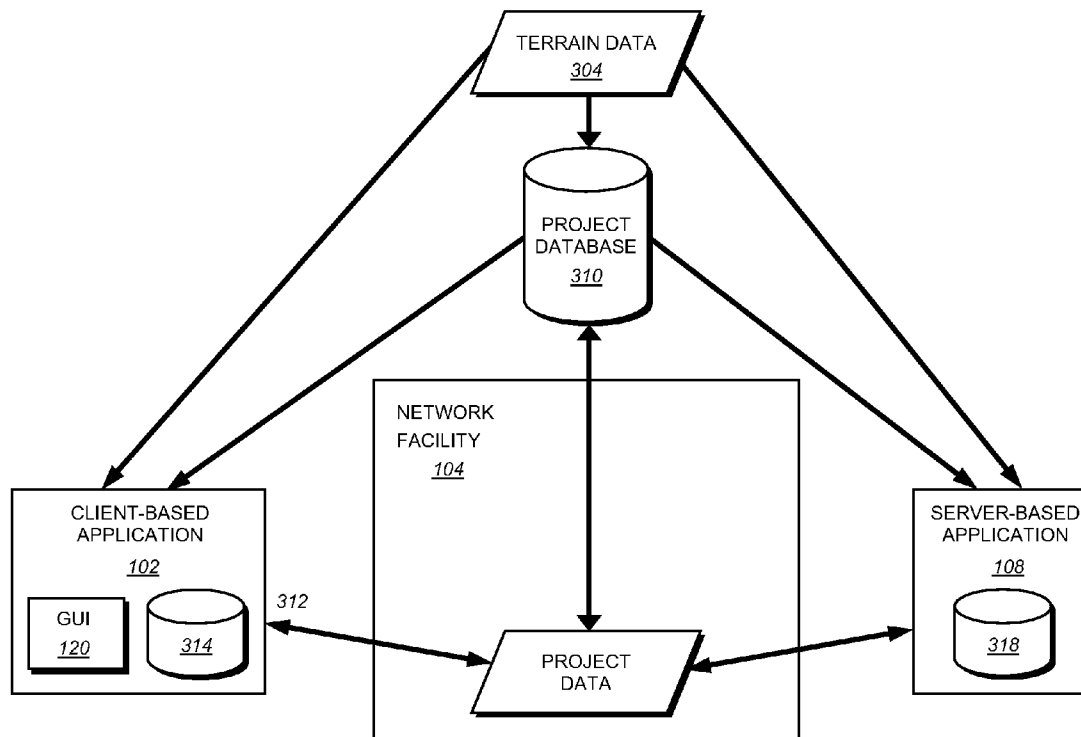 TERRAIN DATA
304
PROJECT
DATABASE
310
NETWORK
FACILITY
104
CLIENT-BASED
APPLICATION
102
GUI
120
314
312
PROJECT
DATA
SERVER-BASED
APPLICATION
108
318